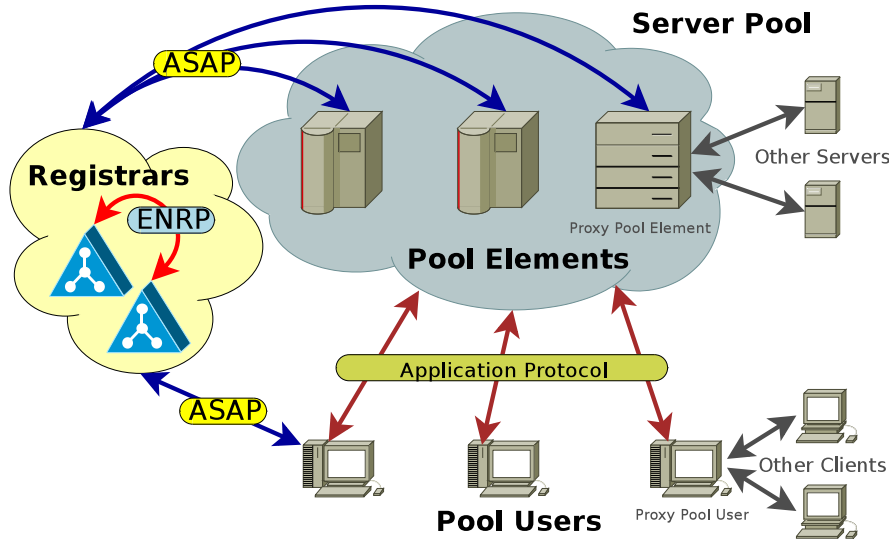 Server Pool
ASAP
Other Servers
Registrars
ENRP
Proxy Pool Element
Pool Elements
Application Protocol
ASAP
Other Clients
Pool Users
Proxy Pool User